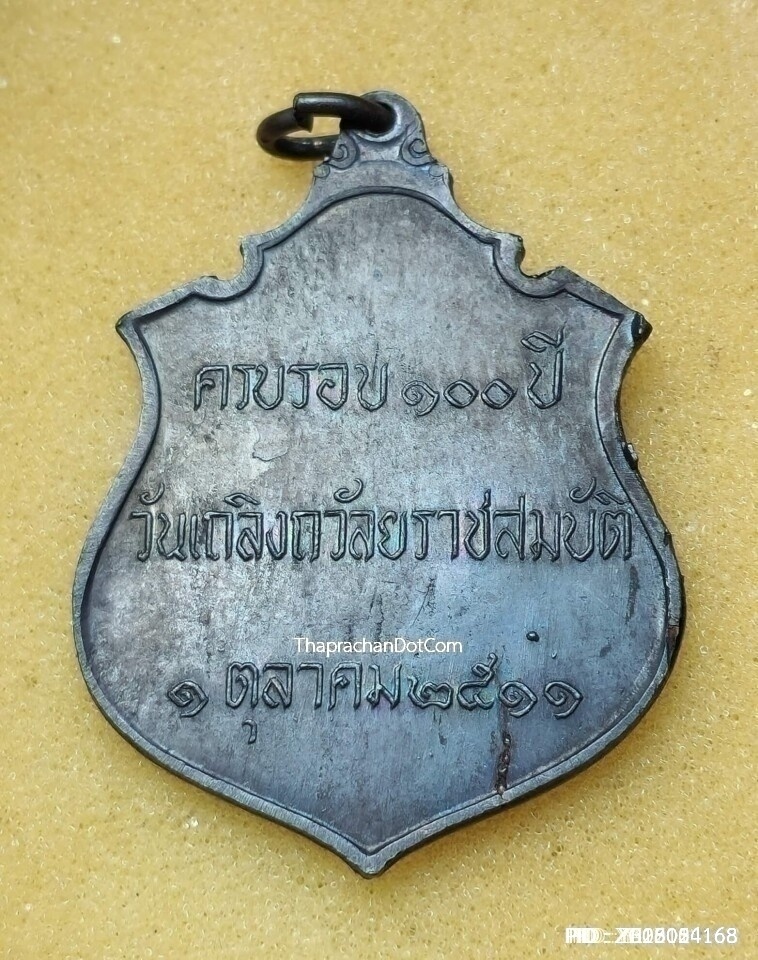 ครบรอบ ๑๐๐ ปี
วันเถลิงถวัลยราชสมบัติ
ThaprachanDotCom
๑ ตุลาคม ๒๕๑๑